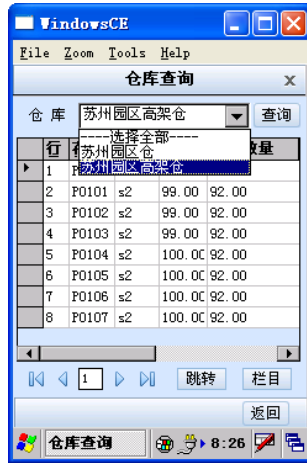 WindowsCE
File Zoom Tools Help
仓库查询 x
仓 库 苏州园区高架仓 查询
----选择全部----
苏州园区仓
苏州园区高架仓
行 数量
1
2 P0101 s2 99.00 92.00
3 P0102 s2 99.00 92.00
4 P0103 s2 99.00 92.00
5 P0104 s2 100.00 92.00
6 P0105 s2 100.00 92.00
7 P0106 s2 100.00 92.00
8 P0107 s2 100.00 92.00
1 跳转 栏目
返回
仓库查询 8:26